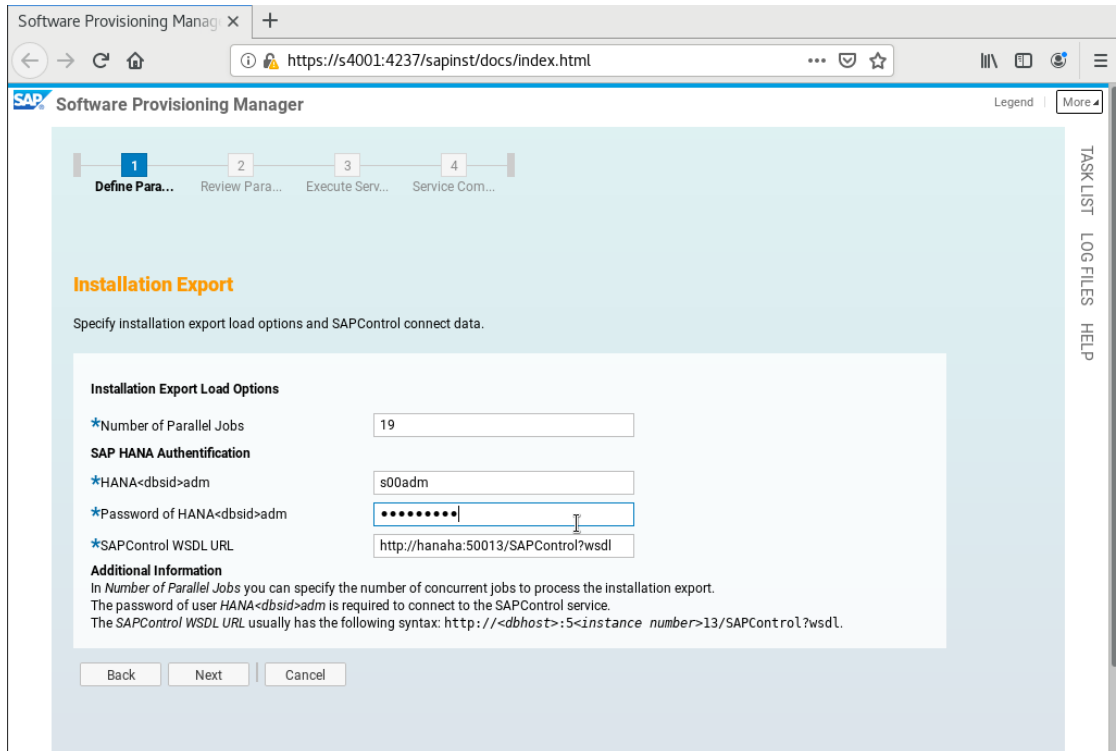 Software Provisioning Manag
https://s4001:4237/sapinst/docs/index.html
SAP Software Provisioning Manager
Legend
More
1
2
3
4
Define Para...
Review Para...
Execute Serv...
Service Com...
TASK LIST
LOG FILES
HELP
Installation Export
Specify installation export load options and SAPControl connect data.
Installation Export Load Options
*Number of Parallel Jobs 19
SAP HANA Authentification
*HANA<dbsid>adm s00adm
*Password of HANA<dbsid>adm •••••••••
*SAPControl WSDL URL http://hanaha:50013/SAPControl?wsdl
Additional Information
In Number of Parallel Jobs you can specify the number of concurrent jobs to process the installation export.
The password of user HANA<dbsid>adm is required to connect to the SAPControl service.
The SAPControl WSDL URL usually has the following syntax: http://<dbhost>:5<instance number>13/SAPControl?wsdl.
Back
Next
Cancel